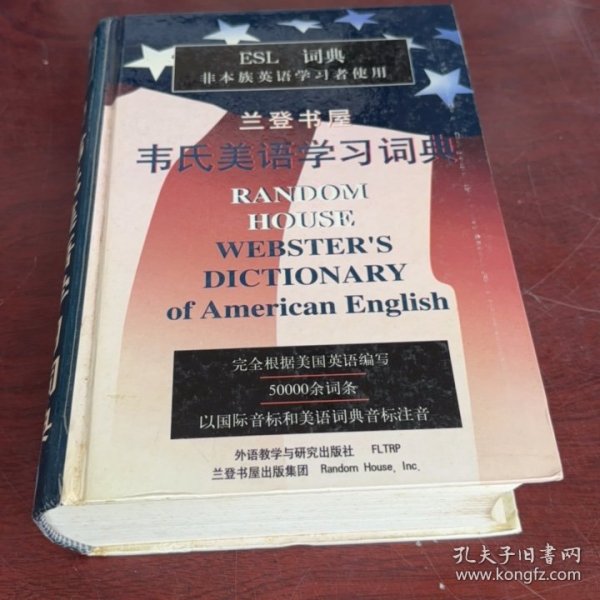 ESL 词典
非本族英语学习者使用
兰登书屋
韦氏美语学习词典
RANDOM
HOUSE
WEBSTER'S
DICTIONARY
of American English
完全根据美国英语编写
50000余词条
以国际音标和美语词典音标注音
外语教学与研究出版社 FLTRP
兰登书屋出版集团 Random House, Inc.
孔夫子旧书网
www.kongfz.com